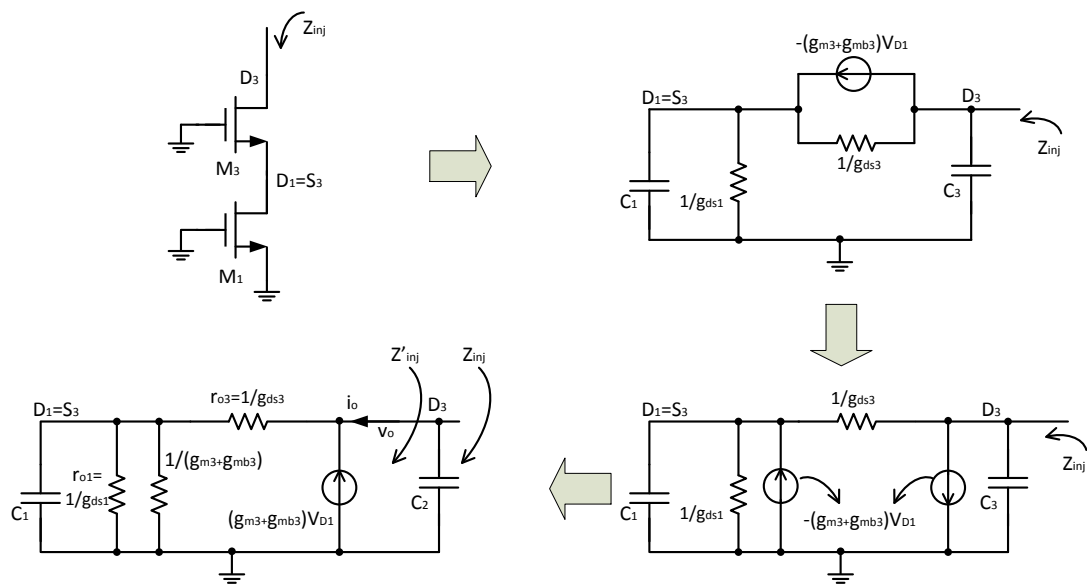 Zinj
D3
M3
D1=S3
M1
-(gm3+gmb3)VD1
D1=S3
D3
Zinj
1/gds3
C1
1/gds1
C3
Z'inj
Zinj
D1=S3
ro3=1/gds3
io
vo
D3
ro1=
1/gds1
1/(gm3+gmb3)
C1
(gm3+gmb3)VD1
C2
1/gds3
D1=S3
D3
Zinj
C1
1/gds1
-(gm3+gmb3)VD1
C3